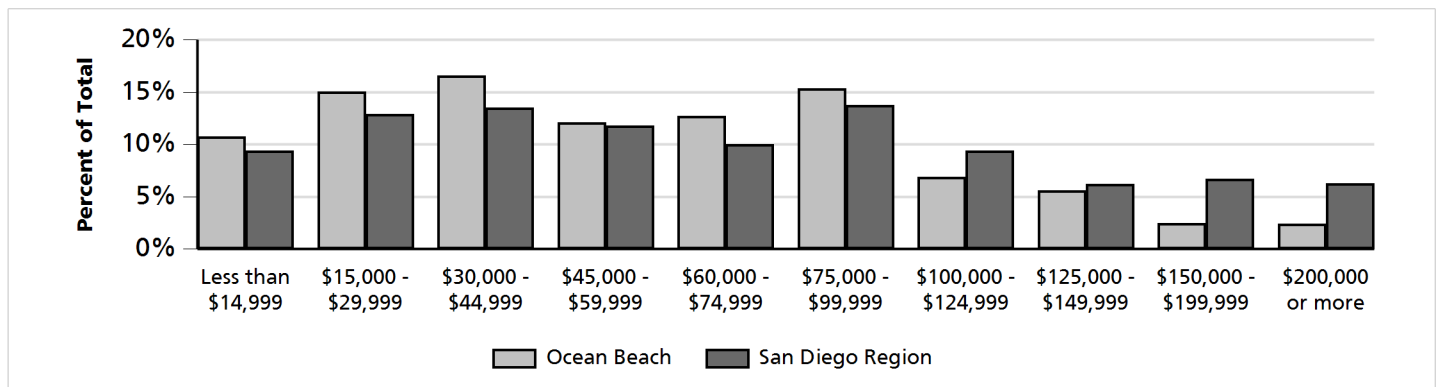 Percent of Total
20%
15%
10%
5%
0%
Less than $14,999
$15,000 - $29,999
$30,000 - $44,999
$45,000 - $59,999
$60,000 - $74,999
$75,000 - $99,999
$100,000 - $124,999
$125,000 - $149,999
$150,000 - $199,999
$200,000 or more
Ocean Beach
San Diego Region